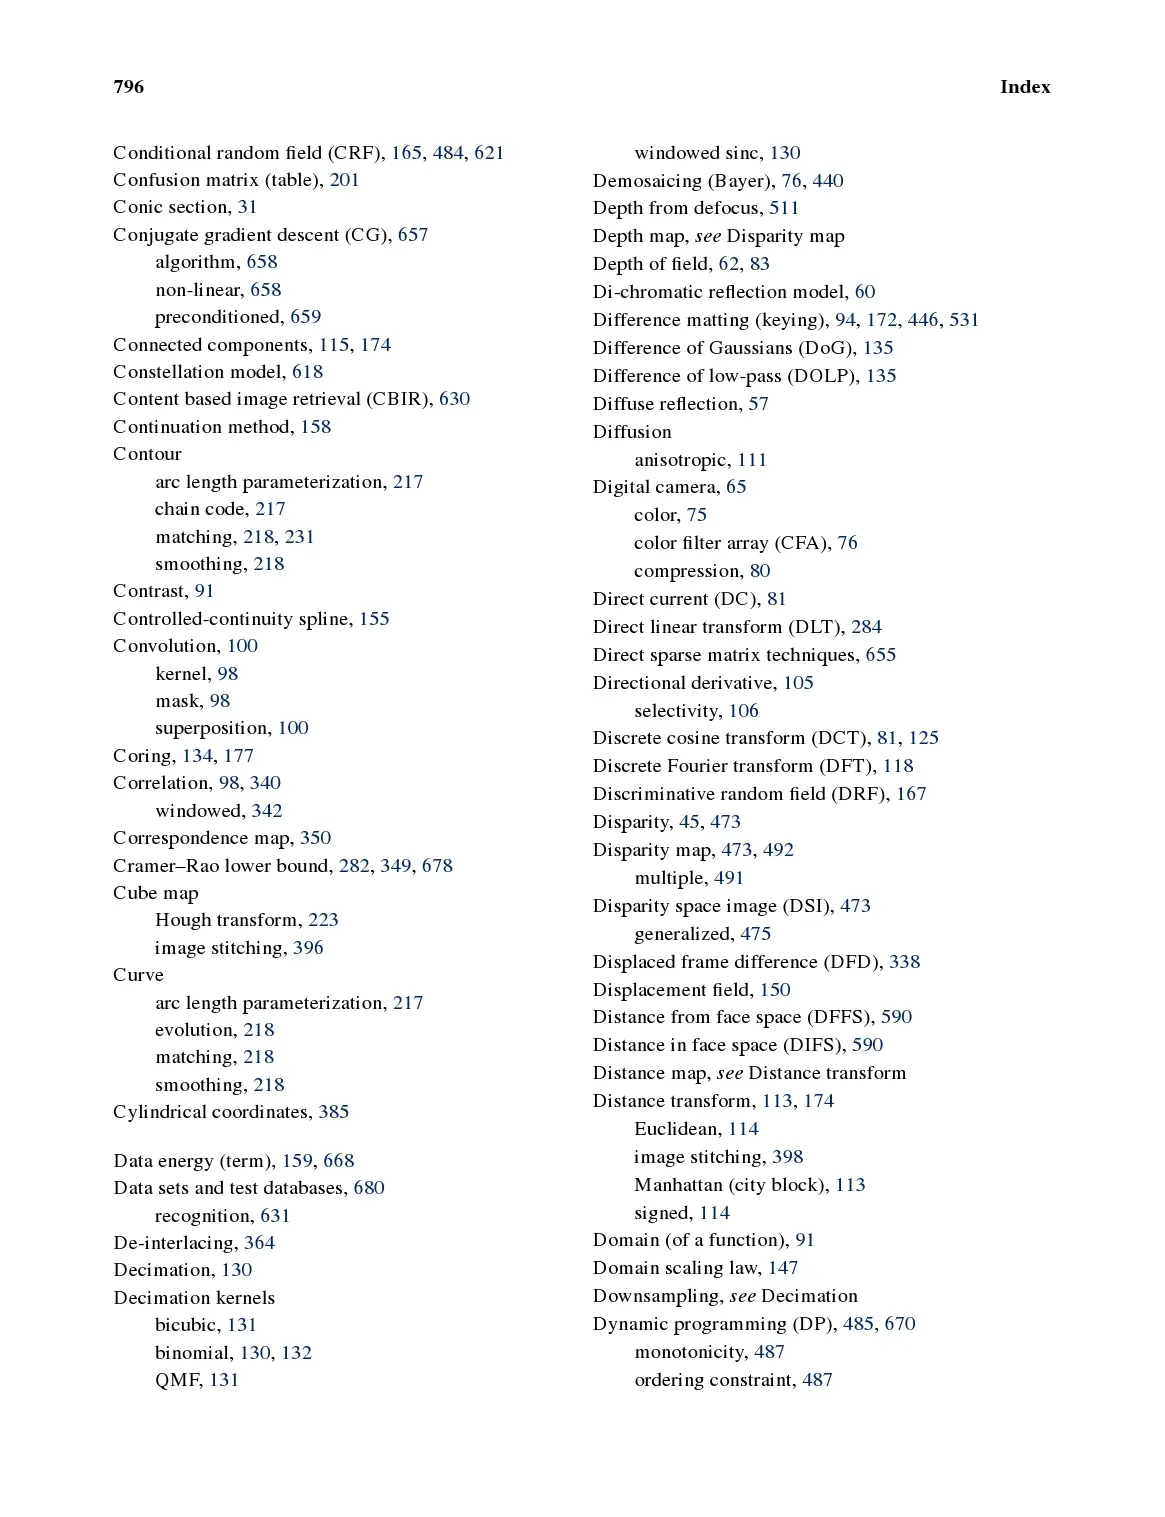 796
Index
Conditional random field (CRF), 165, 484, 621
Confusion matrix (table), 201
Conic section, 31
Conjugate gradient descent (CG), 657
algorithm, 658
non-linear, 658
preconditioned, 659
Connected components, 115, 174
Constellation model, 618
Content based image retrieval (CBIR), 630
Continuation method, 158
Contour
arc length parameterization, 217
chain code, 217
matching, 218, 231
smoothing, 218
Contrast, 91
Controlled-continuity spline, 155
Convolution, 100
kernel, 98
mask, 98
superposition, 100
Coring, 134, 177
Correlation, 98, 340
windowed, 342
Correspondence map, 350
Cramer–Rao lower bound, 282, 349, 678
Cube map
Hough transform, 223
image stitching, 396
Curve
arc length parameterization, 217
evolution, 218
matching, 218
smoothing, 218
Cylindrical coordinates, 385
Data energy (term), 159, 668
Data sets and test databases, 680
recognition, 631
De-interlacing, 364
Decimation, 130
Decimation kernels
bicubic, 131
binomial, 130, 132
QMF, 131
windowed sinc, 130
Demosaicing (Bayer), 76, 440
Depth from defocus, 511
Depth map, see Disparity map
Depth of field, 62, 83
Di-chromatic reflection model, 60
Difference matting (keying), 94, 172, 446, 531
Difference of Gaussians (DoG), 135
Difference of low-pass (DOLP), 135
Diffuse reflection, 57
Diffusion
anisotropic, 111
Digital camera, 65
color, 75
color filter array (CFA), 76
compression, 80
Direct current (DC), 81
Direct linear transform (DLT), 284
Direct sparse matrix techniques, 655
Directional derivative, 105
selectivity, 106
Discrete cosine transform (DCT), 81, 125
Discrete Fourier transform (DFT), 118
Discriminative random field (DRF), 167
Disparity, 45, 473
Disparity map, 473, 492
multiple, 491
Disparity space image (DSI), 473
generalized, 475
Displaced frame difference (DFD), 338
Displacement field, 150
Distance from face space (DFFS), 590
Distance in face space (DIFS), 590
Distance map, see Distance transform
Distance transform, 113, 174
Euclidean, 114
image stitching, 398
Manhattan (city block), 113
signed, 114
Domain (of a function), 91
Domain scaling law, 147
Downsampling, see Decimation
Dynamic programming (DP), 485, 670
monotonicity, 487
ordering constraint, 487